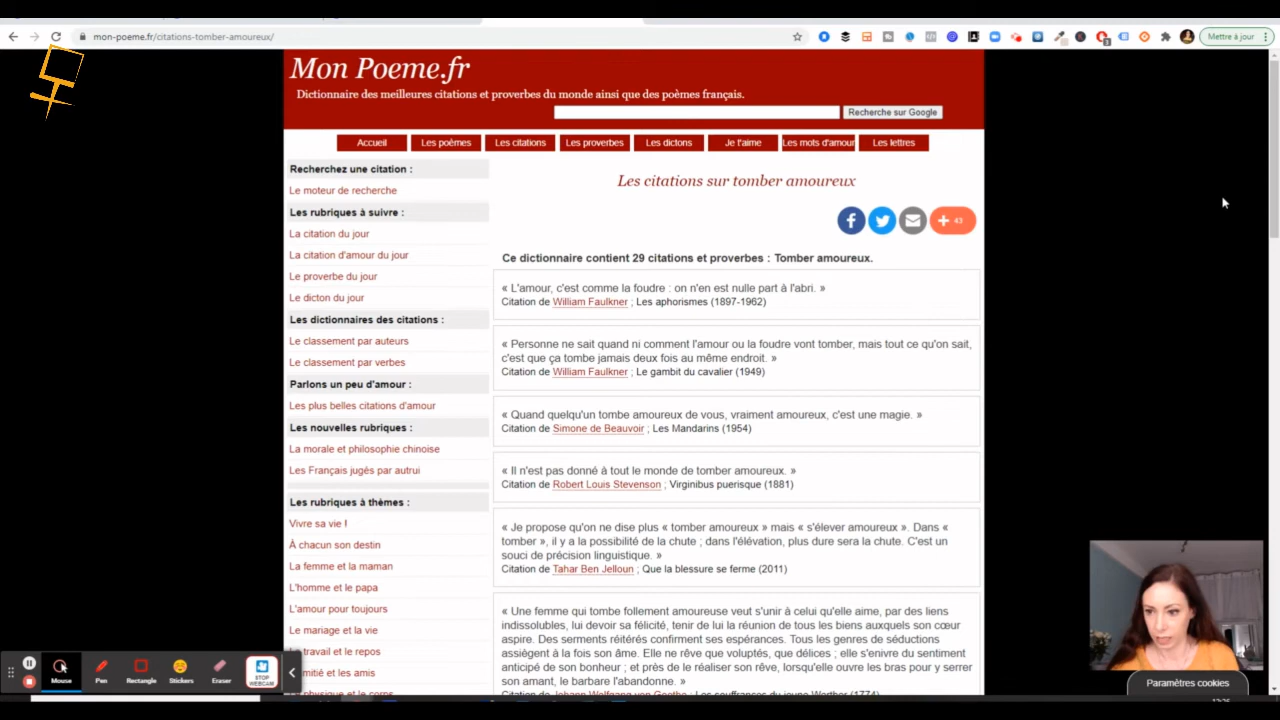 mon-poeme.fr/citations-tomber-amoureux/
Mettre à jour
3
Mon Poeme.fr
Dictionnaire des meilleures citations et proverbes du monde ainsi que des poèmes français.
Recherche sur Google
Accueil
Les poèmes
Les citations
Les proverbes
Les dictons
Je t'aime
Les mots d'amour
Les lettres
Recherchez une citation :
Le moteur de recherche
Les rubriques à suivre :
La citation du jour
La citation d'amour du jour
Le proverbe du jour
Le dicton du jour
Les dictionnaires des citations :
Le classement par auteurs
Le classement par verbes
Parlons un peu d'amour :
Les plus belles citations d'amour
Les nouvelles rubriques :
La morale et philosophie chinoise
Les Français jugés par autrui
Les rubriques à thèmes :
Vivre sa vie !
À chacun son destin
La femme et la maman
L'homme et le papa
L'amour pour toujours
Le mariage et la vie
travail et le repos
mitié et les amis
physique et le corps
Les citations sur tomber amoureux
43
Ce dictionnaire contient 29 citations et proverbes : Tomber amoureux.
« L'amour, c'est comme la foudre : on n'en est nulle part à l'abri. »
Citation de William Faulkner ; Les aphorismes (1897-1962)
« Personne ne sait quand ni comment l'amour ou la foudre vont tomber, mais tout ce qu'on sait,
c'est que ça tombe jamais deux fois au même endroit. »
Citation de William Faulkner ; Le gambit du cavalier (1949)
« Quand quelqu'un tombe amoureux de vous, vraiment amoureux, c'est une magie. »
Citation de Simone de Beauvoir ; Les Mandarins (1954)
« Il n'est pas donné à tout le monde de tomber amoureux. »
Citation de Robert Louis Stevenson ; Virginibus puerisque (1881)
« Je propose qu'on ne dise plus « tomber amoureux » mais « s'élever amoureux ». Dans «
tomber », il y a la possibilité de la chute ; dans l'élévation, plus dure sera la chute. C'est un
souci de précision linguistique. »
Citation de Tahar Ben Jelloun ; Que la blessure se ferme (2011)
« Une femme qui tombe follement amoureuse veut s'unir à celui qu'elle aime, par des liens
indissolubles, lui devoir sa félicité, tenir de lui la réunion de tous les biens auxquels son cœur
aspire. Des serments réitérés confirment ses espérances. Tous les genres de séductions
assiègent à la fois son âme. Elle ne rêve que voluptés, que délices ; elle s'enivre du sentiment
anticipé de son bonheur ; et près de le réaliser son rêve, lorsqu'elle ouvre les bras pour y serrer
son amant, le barbare l'abandonne. »
Citation de Johann Wolfgang von Goethe ; Les souffrances du jeune Werther (1774)
Mouse
Pen
Rectangle
Stickers
Eraser
STOP
WEBCAM
Paramètres cookies